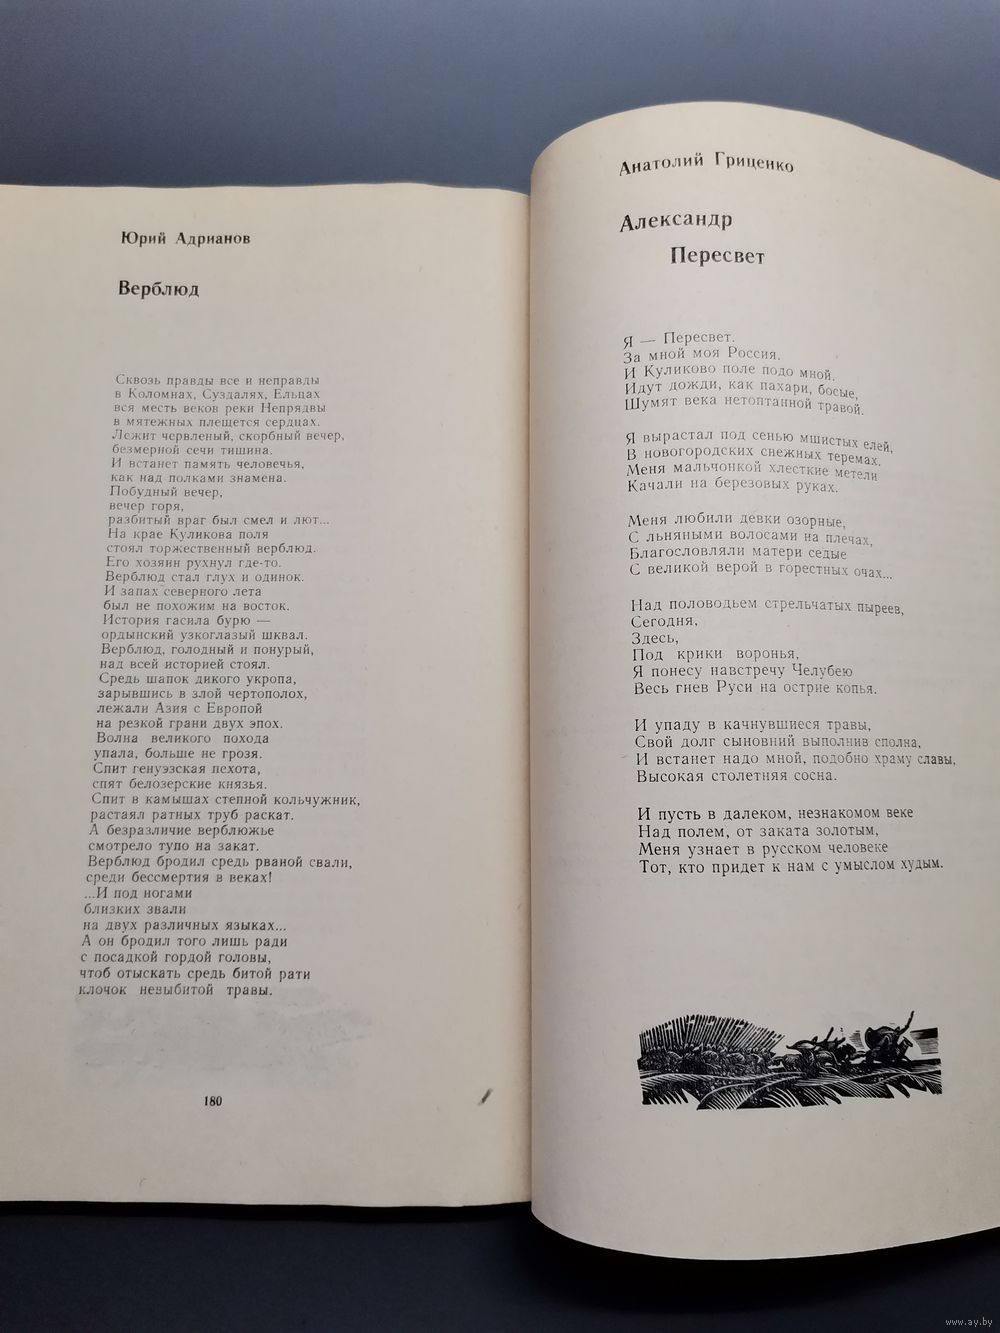 Юрий Адрианов
Верблюд
Сквозь правды все и неправды
в Коломнах, Суздалях, Ельцах
вся месть веков реки Непрядвы
в мятежных плещется сердцах.
Лежит червленый, скорбный вечер,
безмерной сечи тишина.
И встанет память человечья,
как над полками знамена.
Побудный вечер,
вечер горя,
разбитый враг был смел и лют...
На крае Куликова поля
стоял торжественный верблюд.
Его хозяин рухнул где-то.
Верблюд стал глух и одинок.
И запах северного лета
был не похожим на восток.
История гасила бурю —
ордынский узкоглазый шквал.
Верблюд, голодный и понурый,
над всей историей стоял.
Средь шапок дикого укропа,
зарывшись в злой чертополох,
лежали Азия с Европой
на резкой грани двух эпох.
Волна великого похода
упала, больше не грозя.
Спит генуэзская пехота,
спят белозерские князья.
Спит в камышах степной кольчужник,
растаял ратных труб раскат.
А безразличие верблюжье
смотрело тупо на закат.
Верблюд бродил средь рваной свали,
среди бессмертия в веках!
...И под ногами
близких звали
на двух различных языках...
А он бродил того лишь ради
с посадкой гордой головы,
чтоб отыскать средь битой рати
клочок невыбитой травы.
180
Анатолий Гриценко
Александр
Пересвет
Я — Пересвет.
За мной моя Россия.
И Куликово поле подо мной.
Идут дожди, как пахари, босые,
Шумят века нетоптанной травой.
Я вырастал под сенью мшистых елей,
В новогородских снежных теремах.
Меня мальчонкой хлесткие метели
Качали на березовых руках.
Меня любили девки озорные,
С льняными волосами на плечах,
Благословляли матери седые
С великой верой в горестных очах...
Над половодьем стрельчатых пыреев,
Сегодня,
Здесь,
Под крики воронья,
Я понесу навстречу Челубею
Весь гнев Руси на острие копья.
И упаду в качнувшиеся травы,
Свой долг сыновний выполнив сполна,
И встанет надо мной, подобно храму славы,
Высокая столетняя сосна.
И пусть в далеком, незнакомом веке
Над полем, от заката золотым,
Меня узнает в русском человеке
Тот, кто придет к нам с умыслом худым.
www.ay.by